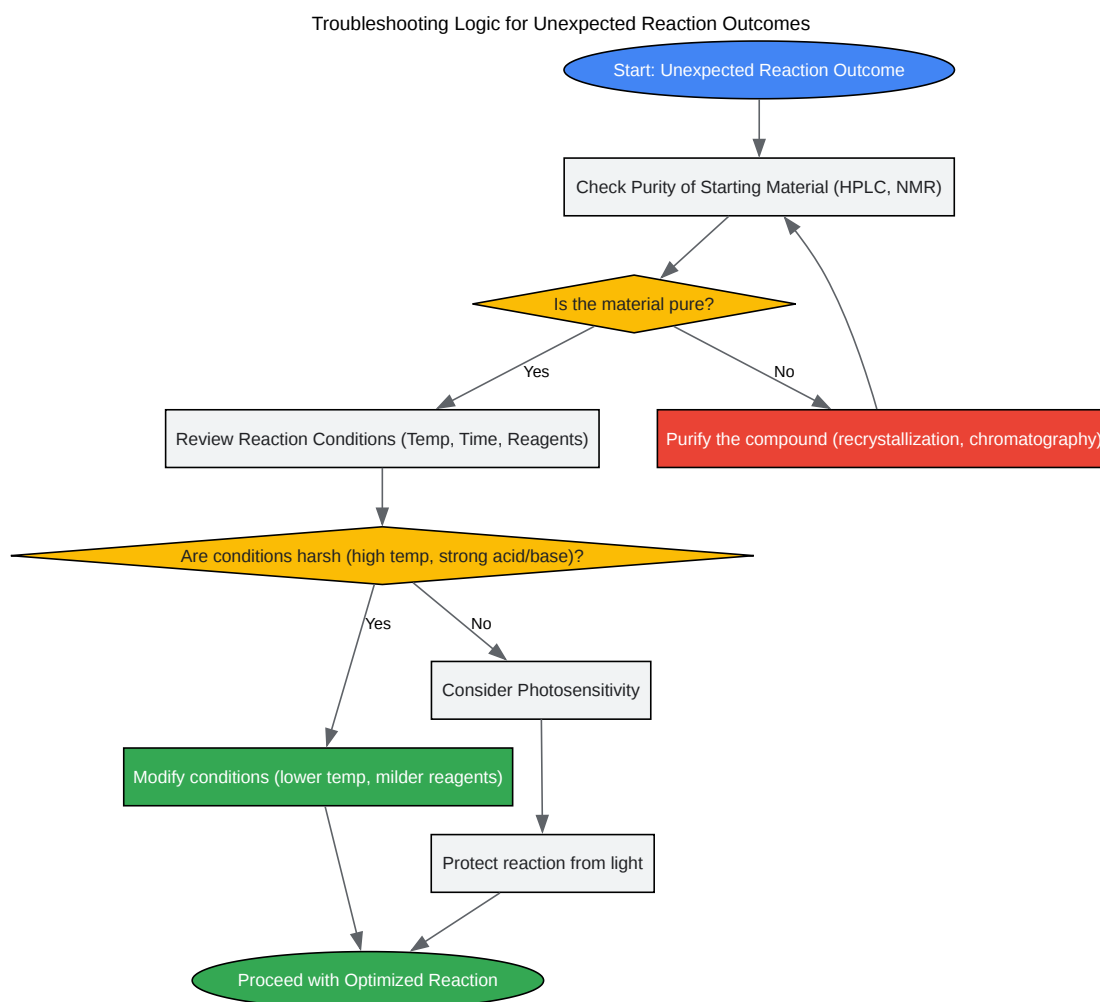 Troubleshooting Logic for Unexpected Reaction Outcomes
Start: Unexpected Reaction Outcome
Check Purity of Starting Material (HPLC, NMR)
Is the material pure?
Yes
No
Review Reaction Conditions (Temp, Time, Reagents)
Purify the compound (recrystallization, chromatography)
Are conditions harsh (high temp, strong acid/base)?
Yes
No
Consider Photosensitivity
Modify conditions (lower temp, milder reagents)
Protect reaction from light
Proceed with Optimized Reaction